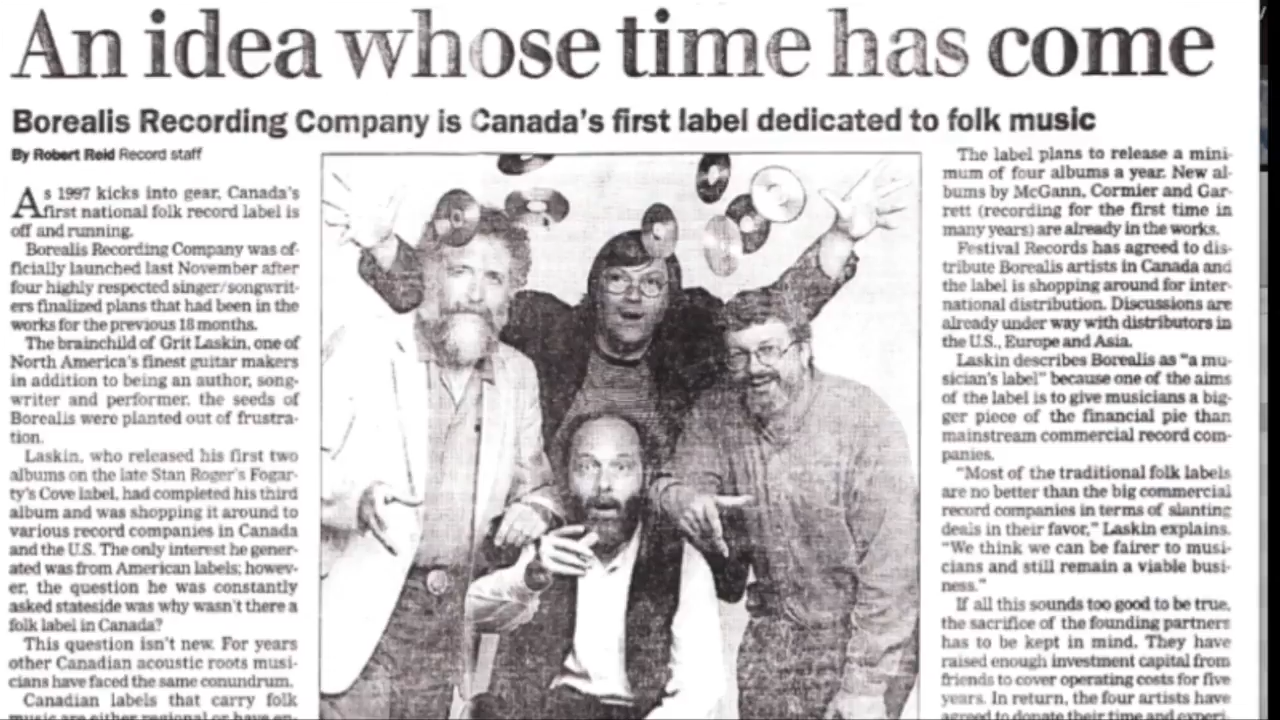 An idea whose time has come
Borealis Recording Company is Canada's first label dedicated to folk music
By Robert Reid Record staff
As 1997 kicks into gear, Canada's
first national folk record label is
off and running.
Borealis Recording Company was of-
ficially launched last November after
four highly respected singer/songwrit-
ers finalized plans that had been in the
works for the previous 18 months.
The brainchild of Grit Laskin, one of
North America's finest guitar makers
in addition to being an author, song-
writer and performer, the seeds of
Borealis were planted out of frustra-
tion.
Laskin, who released his first two
albums on the late Stan Roger's Fogar-
ty's Cove label, had completed his third
album and was shopping it around to
various record companies in Canada
and the U.S. The only interest he gener-
ated was from American labels; howev-
er, the question he was constantly
asked stateside was why wasn't there a
folk label in Canada?
This question isn't new. For years
other Canadian acoustic roots musi-
cians have faced the same conundrum.
Canadian labels that carry folk
music are either regional or have en-
The label plans to release a mini-
mum of four albums a year. New al-
bums by McGann, Cormier and Gar-
rett (recording for the first time in
many years) are already in the works.
Festival Records has agreed to dis-
tribute Borealis artists in Canada and
the label is shopping around for inter-
national distribution. Discussions are
already under way with distributors in
the U.S., Europe and Asia.
Laskin describes Borealis as "a mu-
sician's label" because one of the aims
of the label is to give musicians a big-
ger piece of the financial pie than
mainstream commercial record com-
panies.
"Most of the traditional folk labels
are no better than the big commercial
record companies in terms of slanting
deals in their favor," Laskin explains.
"We think we can be fairer to musi-
cians and still remain a viable busi-
ness."
If all this sounds too good to be true,
the sacrifice of the founding partners
has to be kept in mind. They have
raised enough investment capital from
friends to cover operating costs for five
years. In return, the four artists have
agreed to donate their time and experi-